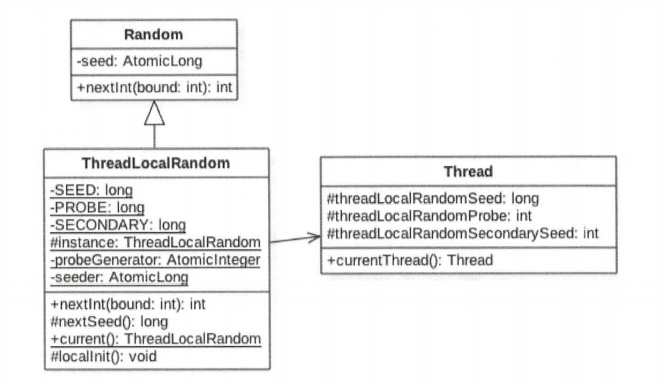 Random
-seed: AtomicLong
+nextInt(bound: int): int
ThreadLocalRandom
-SEED: long
-PROBE: long
-SECONDARY: long
#instance: ThreadLocalRandom
-probeGenerator: AtomicInteger
-seeder: AtomicLong
+nextInt(bound: int): int
#nextSeed(): long
+current(): ThreadLocalRandom
#localInit(): void
Thread
#threadLocalRandomSeed: long
#threadLocalRandomProbe: int
#threadLocalRandomSecondarySeed: int
+currentThread(): Thread